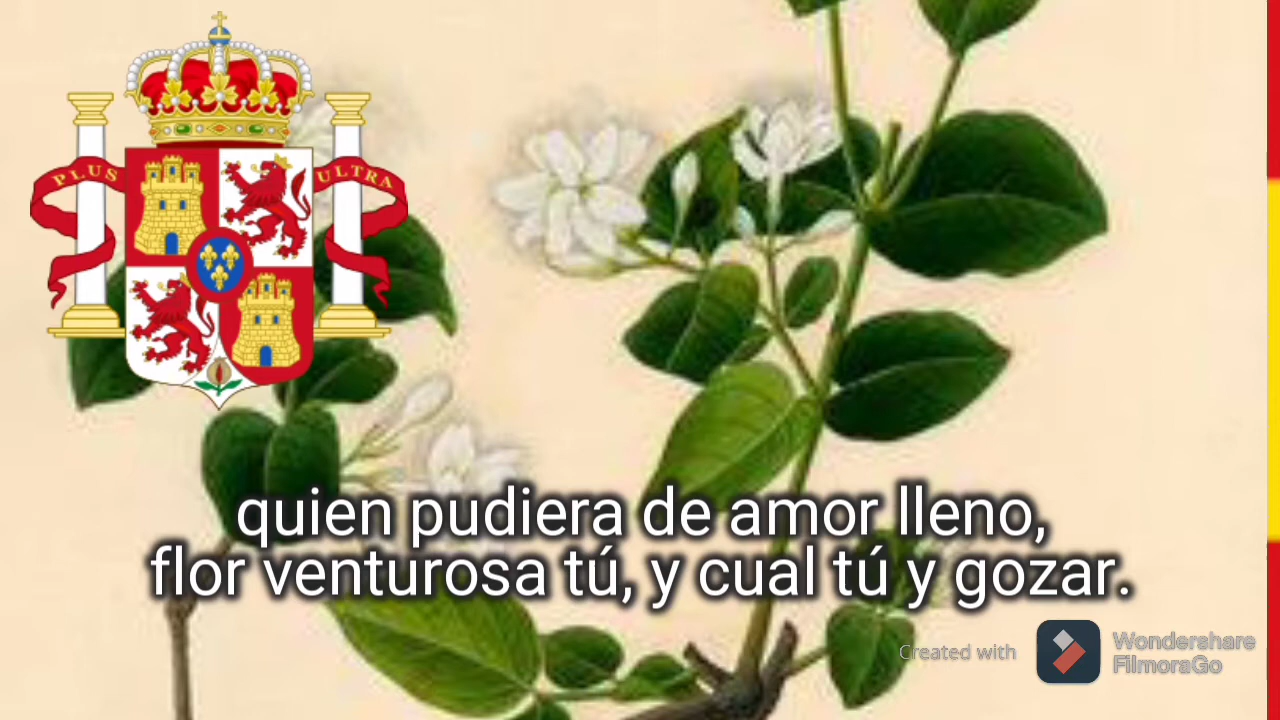 PLUS
ULTRA
quien pudiera de amor lleno,
flor venturosa tú, y cual tú y gozar.
Created with
Wondershare
FilmoraGo